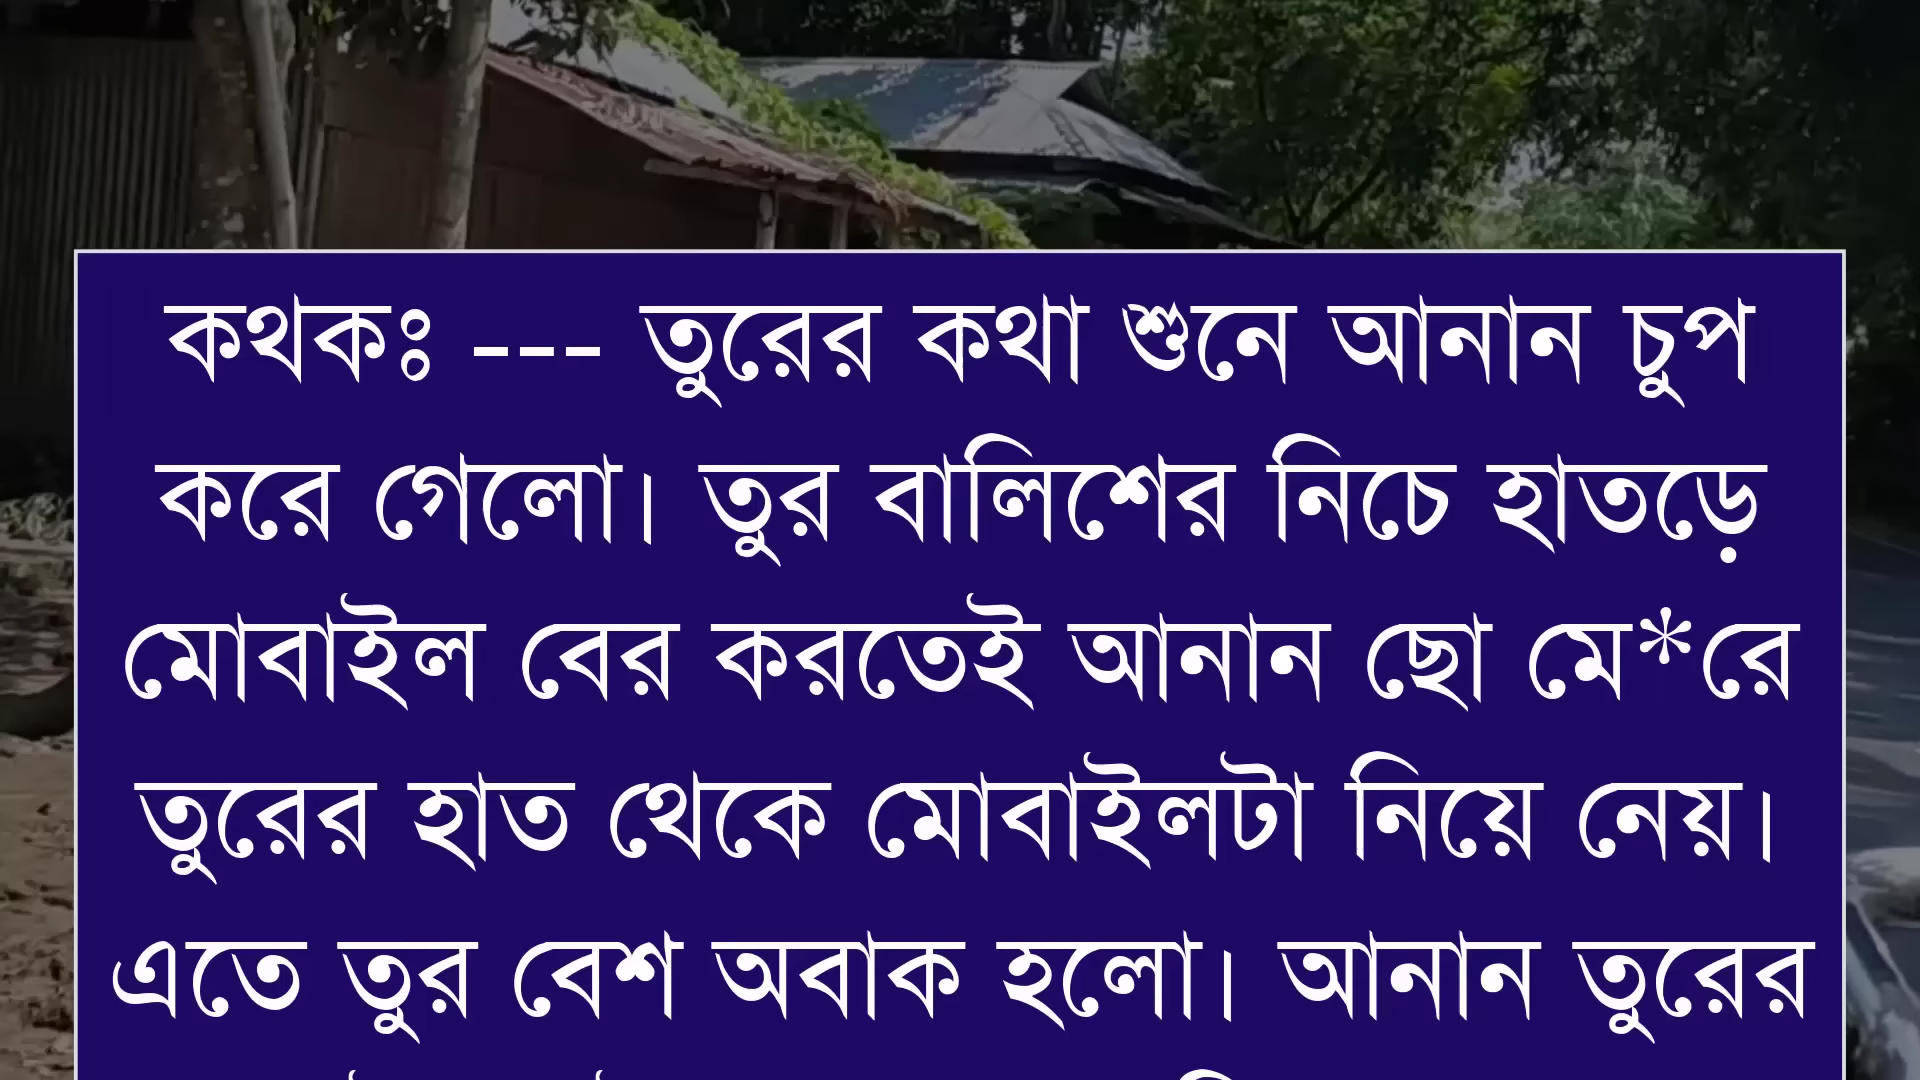 কথকঃ --- তুরের কথা শুনে আনান চুপ
করে গেলো। তুর বালিশের নিচে হাতড়ে
মোবাইল বের করতেই আনান ছো মে*রে
তুরের হাত থেকে মোবাইলটা নিয়ে নেয়।
এতে তুর বেশ অবাক হলো। আনান তুরের